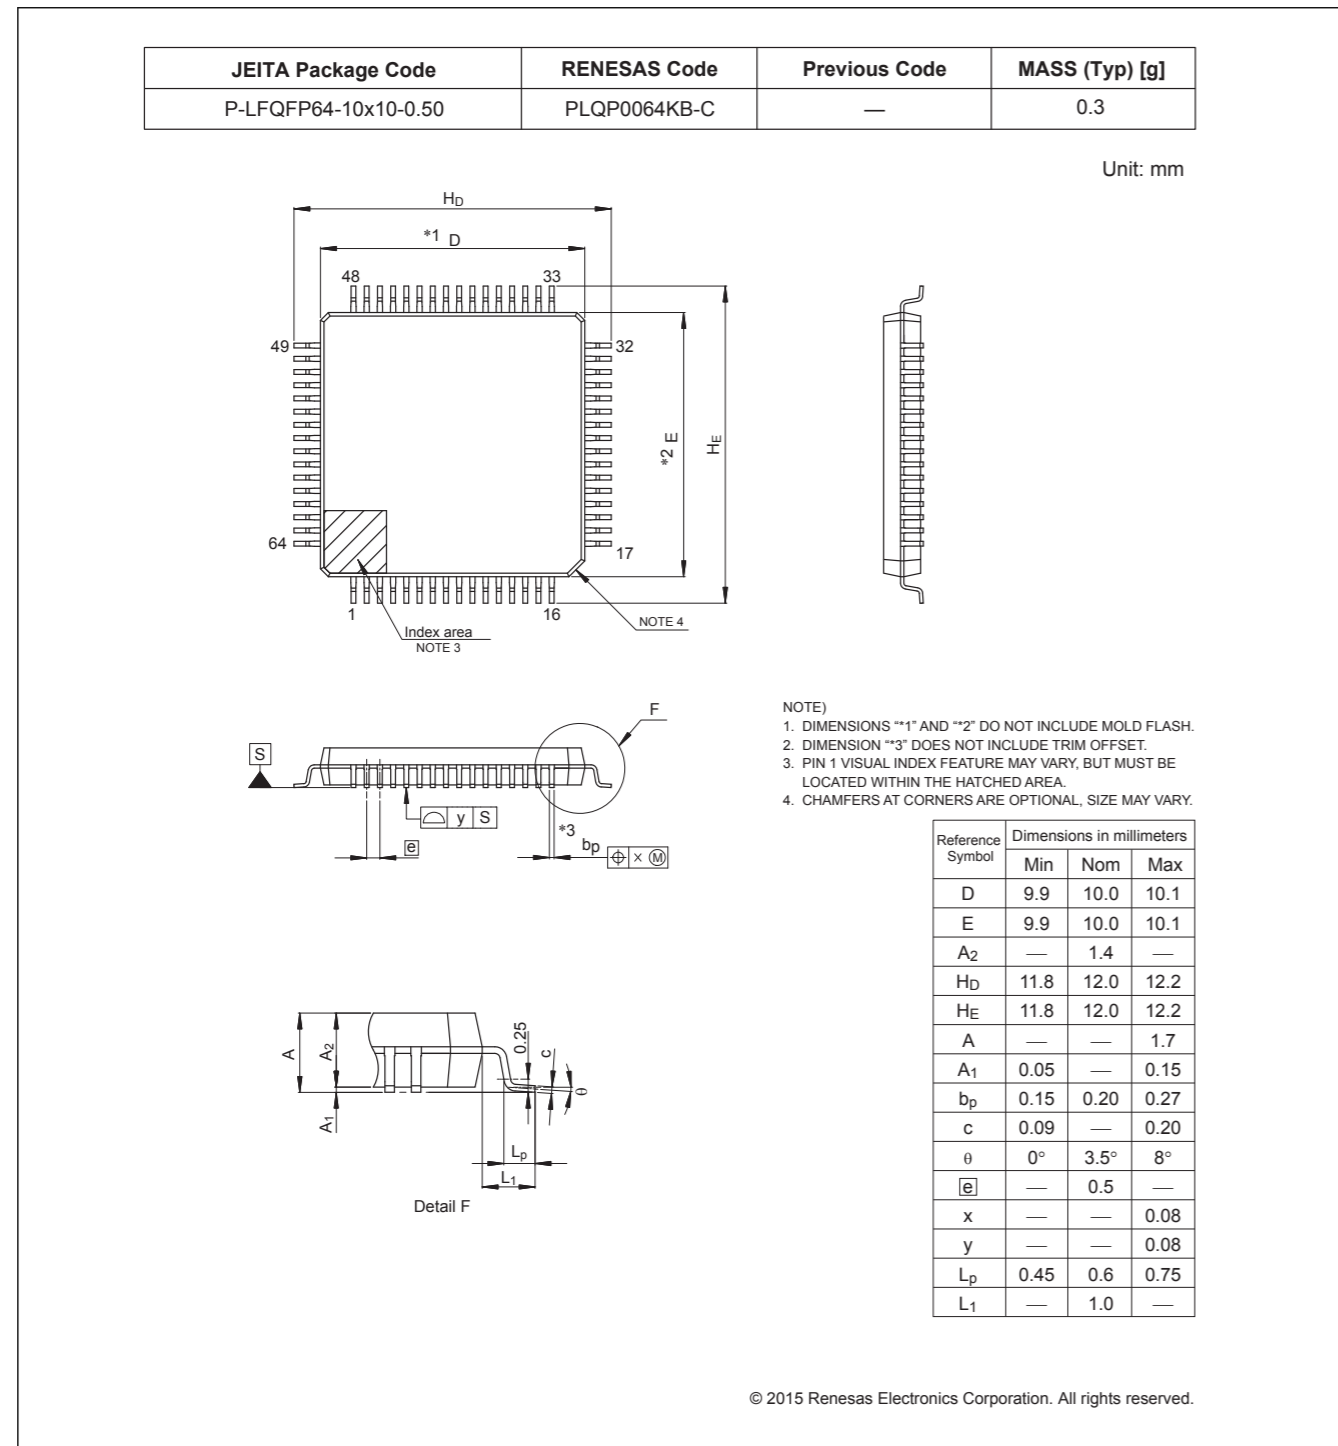 JEITA Package Code RENESAS Code Previous Code MASS (Typ) [g]
P-LFQFP64-10x10-0.50 PLQP0064KB-C — 0.3
Unit: mm
HD
*1 D
48 33
49 32
*2 E
HE
64 17
1 16
Index area
NOTE 3
NOTE 4
F
S
y S
e
*3
bp
x M
NOTE)
1. DIMENSIONS “*1” AND “*2” DO NOT INCLUDE MOLD FLASH.
2. DIMENSION “*3” DOES NOT INCLUDE TRIM OFFSET.
3. PIN 1 VISUAL INDEX FEATURE MAY VARY, BUT MUST BE
LOCATED WITHIN THE HATCHED AREA.
4. CHAMFERS AT CORNERS ARE OPTIONAL, SIZE MAY VARY.
Reference Symbol Dimensions in millimeters
Min Nom Max
D 9.9 10.0 10.1
E 9.9 10.0 10.1
A2 — 1.4 —
HD 11.8 12.0 12.2
HE 11.8 12.0 12.2
A — — 1.7
A1 0.05 — 0.15
bp 0.15 0.20 0.27
c 0.09 — 0.20
θ 0° 3.5° 8°
e — 0.5 —
x — — 0.08
y — — 0.08
Lp 0.45 0.6 0.75
L1 — 1.0 —
A
A2
A1
0.25
c
θ
Lp
L1
Detail F
© 2015 Renesas Electronics Corporation. All rights reserved.